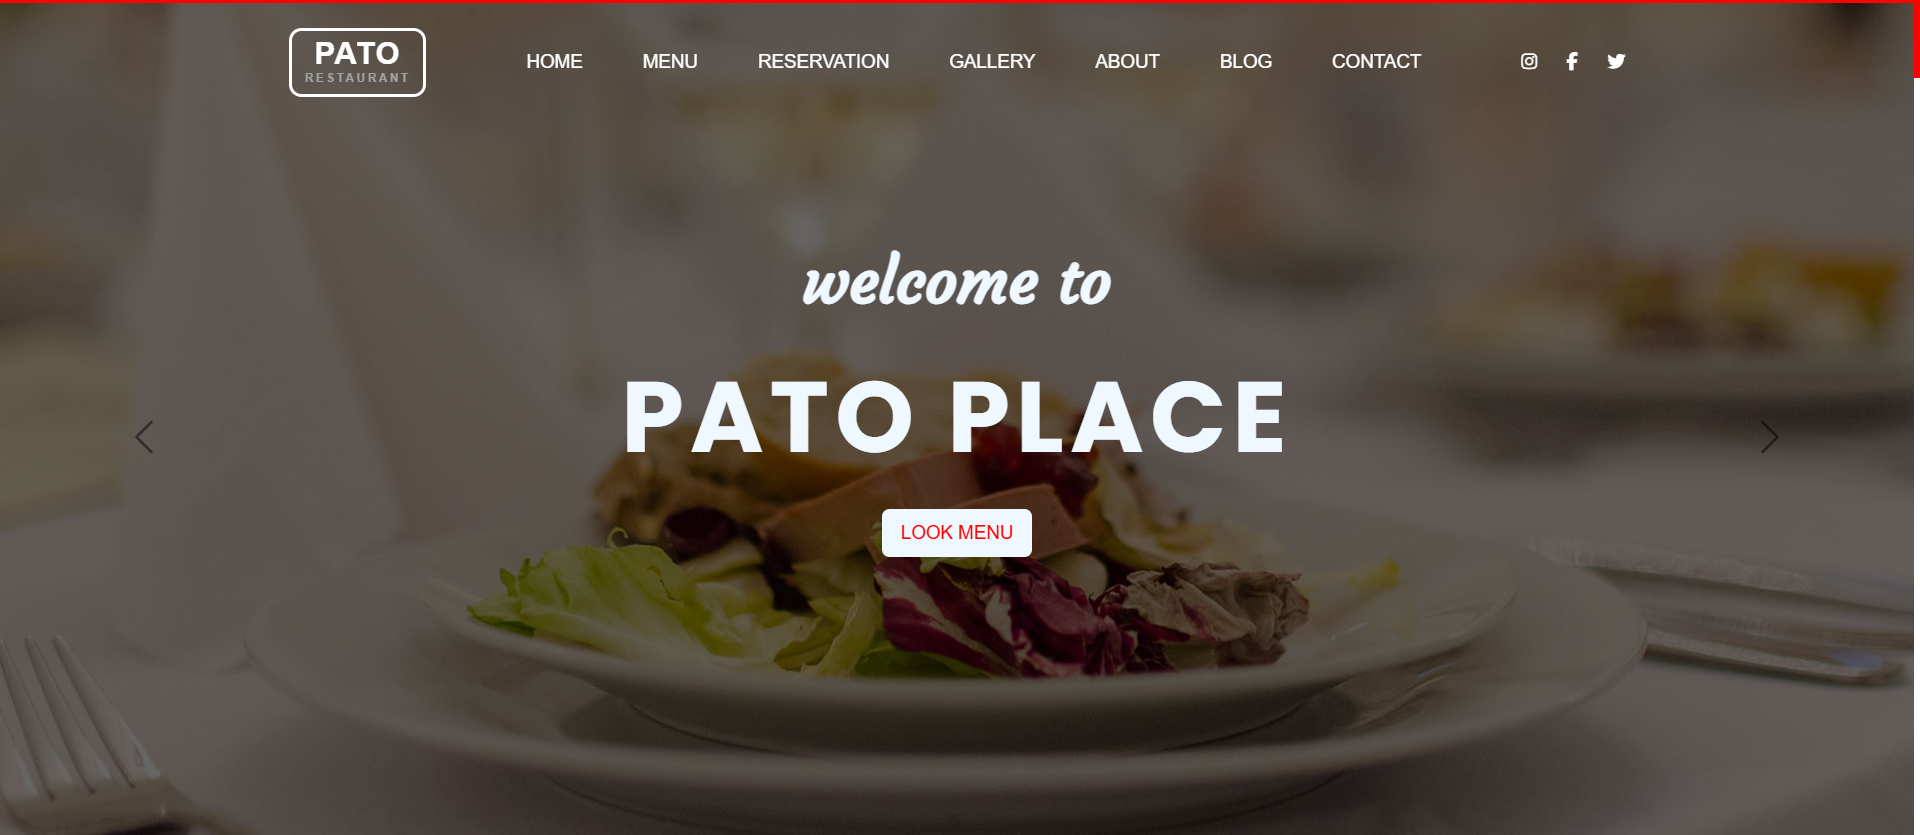 PATO
RESTAURANT
HOME MENU RESERVATION GALLERY ABOUT BLOG CONTACT
welcome to
PATO PLACE
LOOK MENU